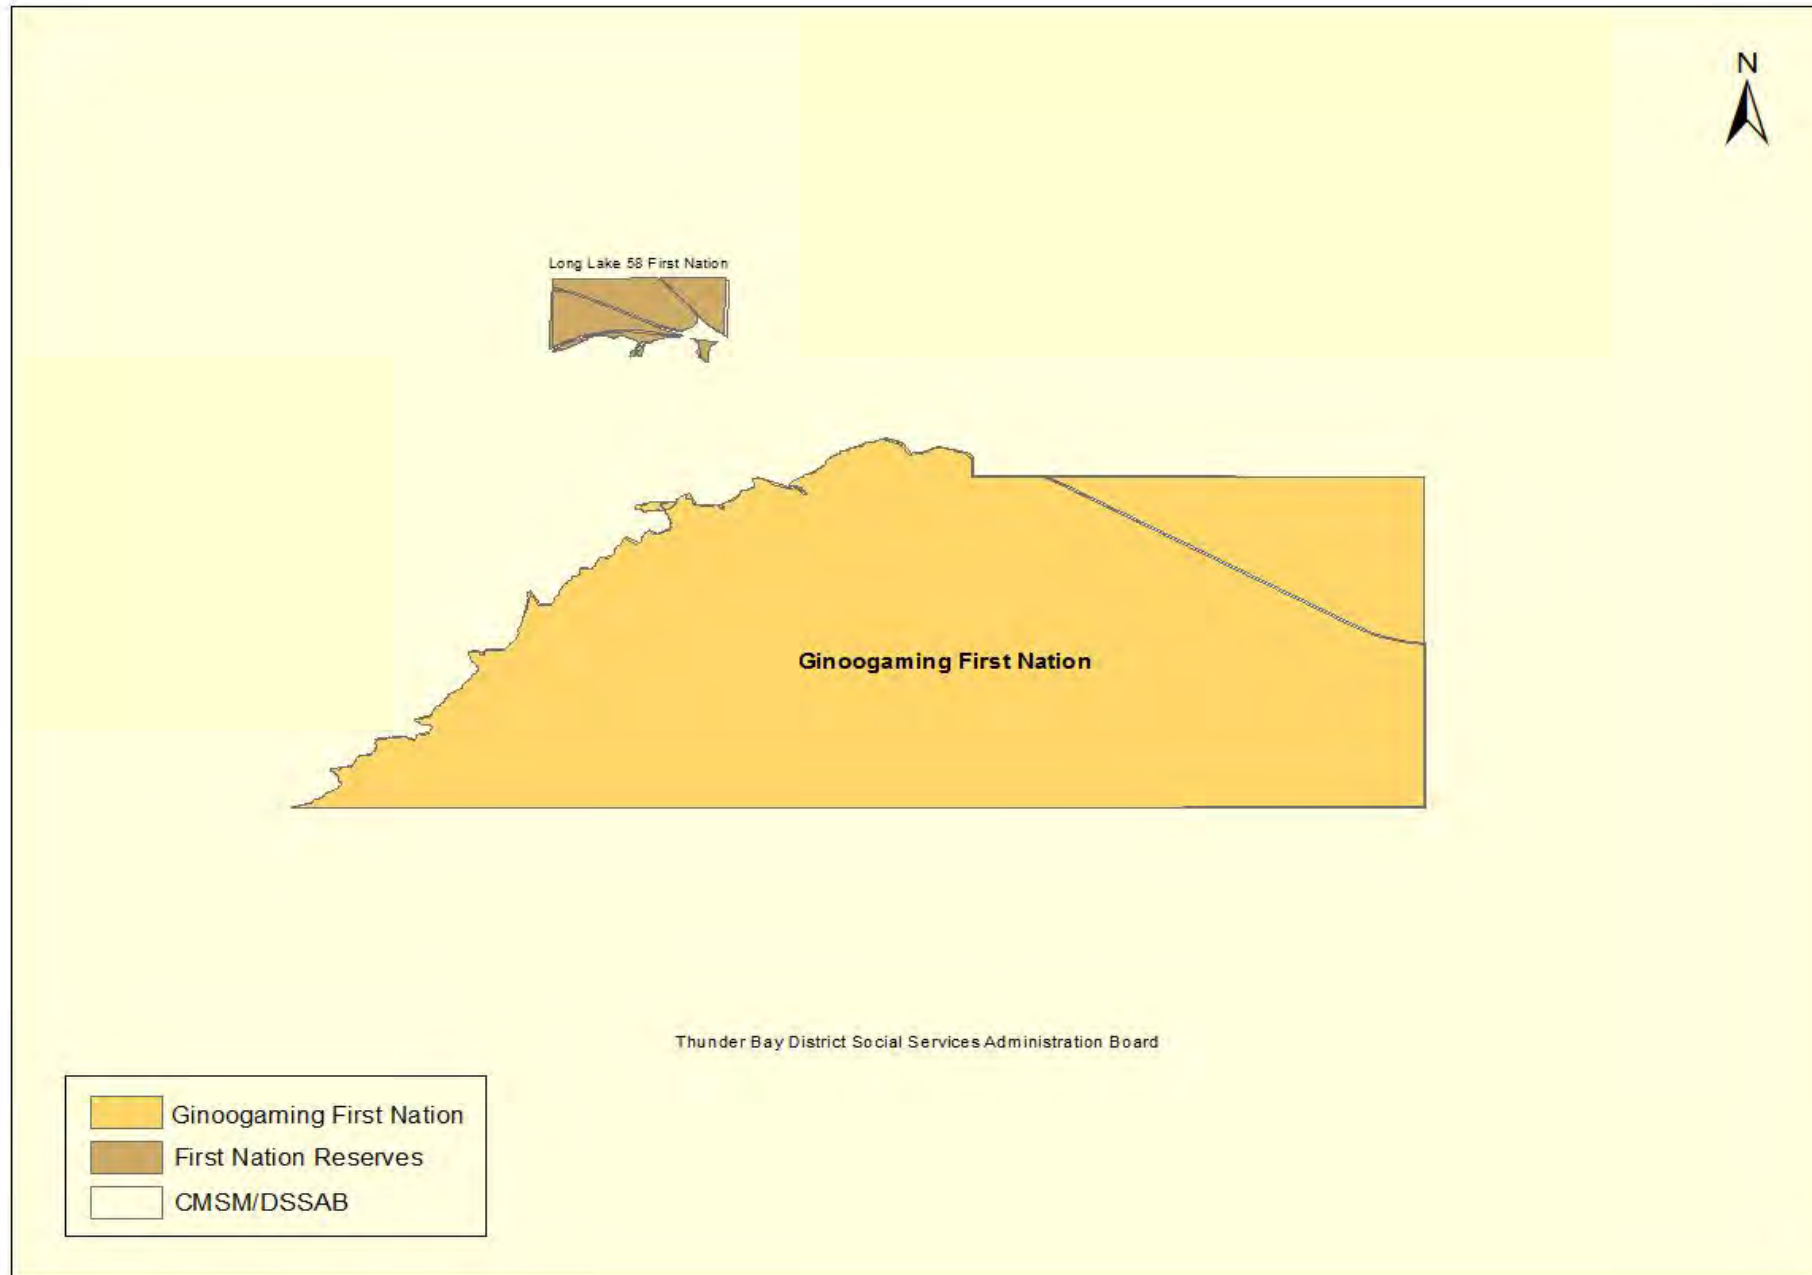 N
Long Lake 58 First Nation
Ginoogaming First Nation
Thunder Bay District Social Services Administration Board
Ginoogaming First Nation
First Nation Reserves
CMSM/DSSAB